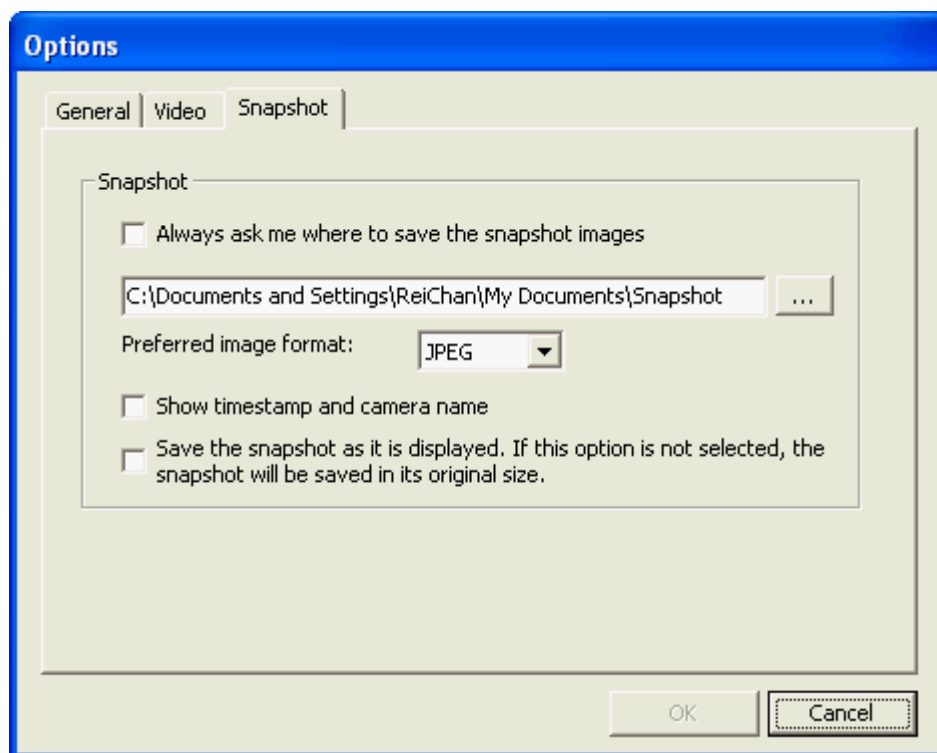 Options
General Video Snapshot
Snapshot
Always ask me where to save the snapshot images
C:\Documents and Settings\ReiChan\My Documents\Snapshot ...
Preferred image format: JPEG
Show timestamp and camera name
Save the snapshot as it is displayed. If this option is not selected, the
snapshot will be saved in its original size.
OK Cancel